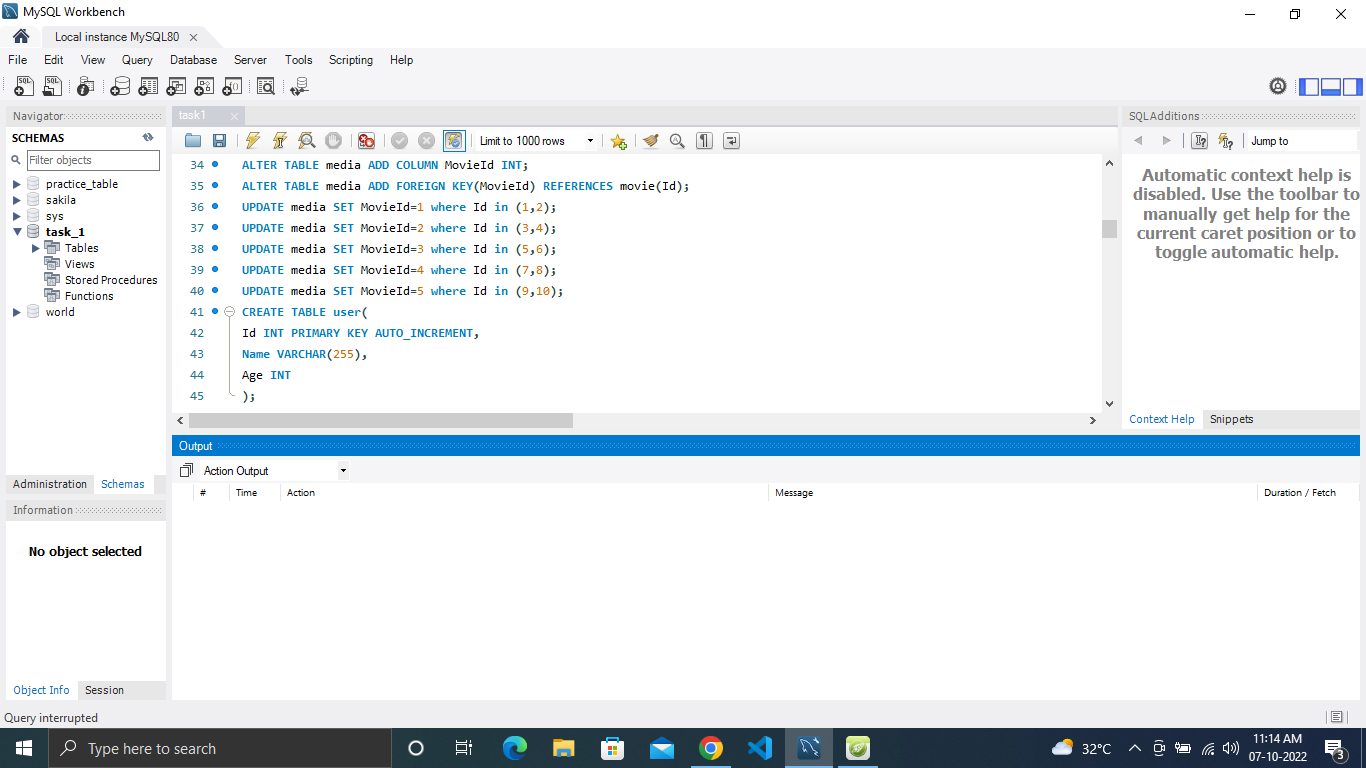 MySQL Workbench
Local instance MySQL80
File Edit View Query Database Server Tools Scripting Help
Navigator
SCHEMAS
Filter objects
practice_table
sakila
sys
task_1
Tables
Views
Stored Procedures
Functions
world
Administration Schemas
Information
No object selected
Object Info Session
task1
Limit to 1000 rows
34 ALTER TABLE media ADD COLUMN MovieId INT;
35 ALTER TABLE media ADD FOREIGN KEY(MovieId) REFERENCES movie(Id);
36 UPDATE media SET MovieId=1 where Id in (1,2);
37 UPDATE media SET MovieId=2 where Id in (3,4);
38 UPDATE media SET MovieId=3 where Id in (5,6);
39 UPDATE media SET MovieId=4 where Id in (7,8);
40 UPDATE media SET MovieId=5 where Id in (9,10);
41 CREATE TABLE user(
42 Id INT PRIMARY KEY AUTO_INCREMENT,
43 Name VARCHAR(255),
44 Age INT
45 );
SQLAdditions
Jump to
Automatic context help is
disabled. Use the toolbar to
manually get help for the
current caret position or to
toggle automatic help.
Context Help Snippets
Output
Action Output
# Time Action Message Duration / Fetch
Query interrupted
Type here to search
32°C
11:14 AM
07-10-2022
3